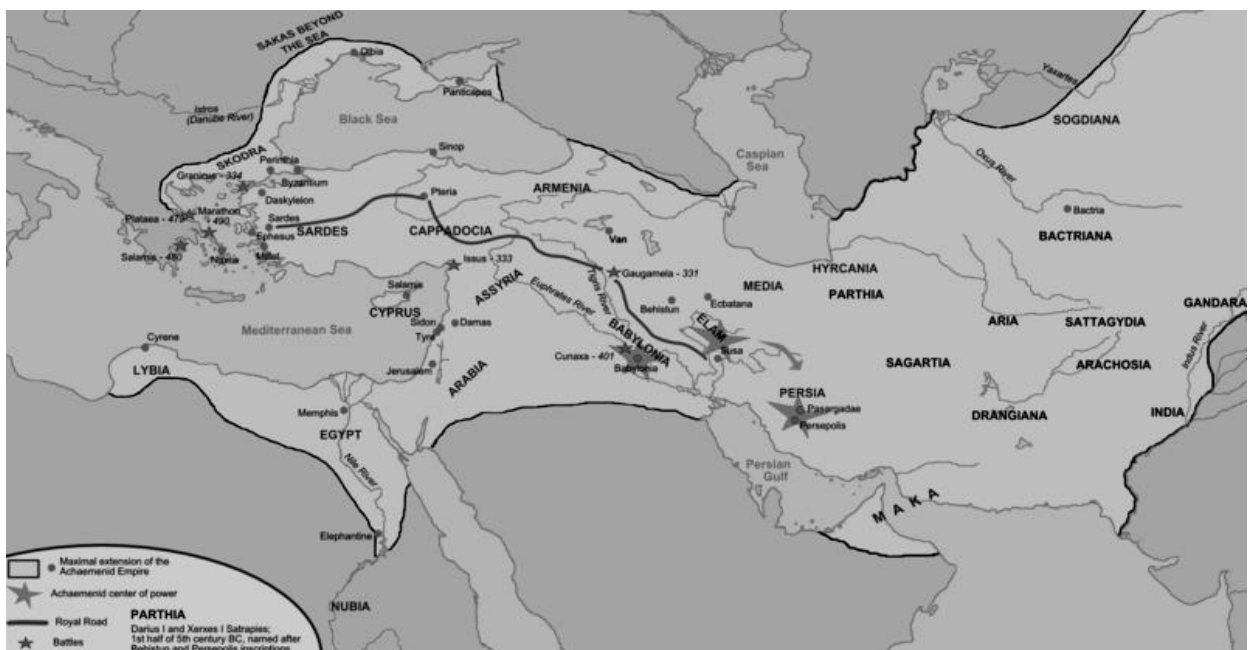 SAKAS BEYOND
THE SEA
Olbia
Panticapes
Yaxartes
Istros
(Danube River)
Black Sea
SOGDIANA
Caspian
Sea
Oxus River
SKODRA
Perinthia
Sinop
Granicus - 334
Byzantium
Daskyleion
Pteria
ARMENIA
Bactria
Marathon
- 490
Plataea - 479
Sardes
SARDES
CAPPADOCIA
Van
BACTRIANA
Ephesus
Salamis - 480
Naxos
Milet
Issus - 333
Gaugamela - 331
HYRCANIA
MEDIA
PARTHIA
ASSYRIA
Tigris River
Euphrates River
Behistun
Ecbatana
GANDARA
Salamis
CYPRUS
ARIA
SATTAGYDIA
Mediterranean Sea
Sidon
Damas
Tyre
BABYLONIA
ELAM
Indus River
Cyrene
Cunaxa - 401
Susa
SAGARTIA
ARACHOSIA
LYBIA
Jerusalem
Babylonia
ARABIA
PERSIA
Pasargadae
Persepolis
DRANGIANA
INDIA
Memphis
EGYPT
Nile River
Persian
Gulf
MAKA
Elephantine
NUBIA
Maximal extension of the
Achaemenid Empire
Achaemenid center of power
Royal Road
Battles
PARTHIA
Darius I and Xerxes I Satrapies;
1st half of 5th century BC, named after
Behistun and Persepolis inscriptions